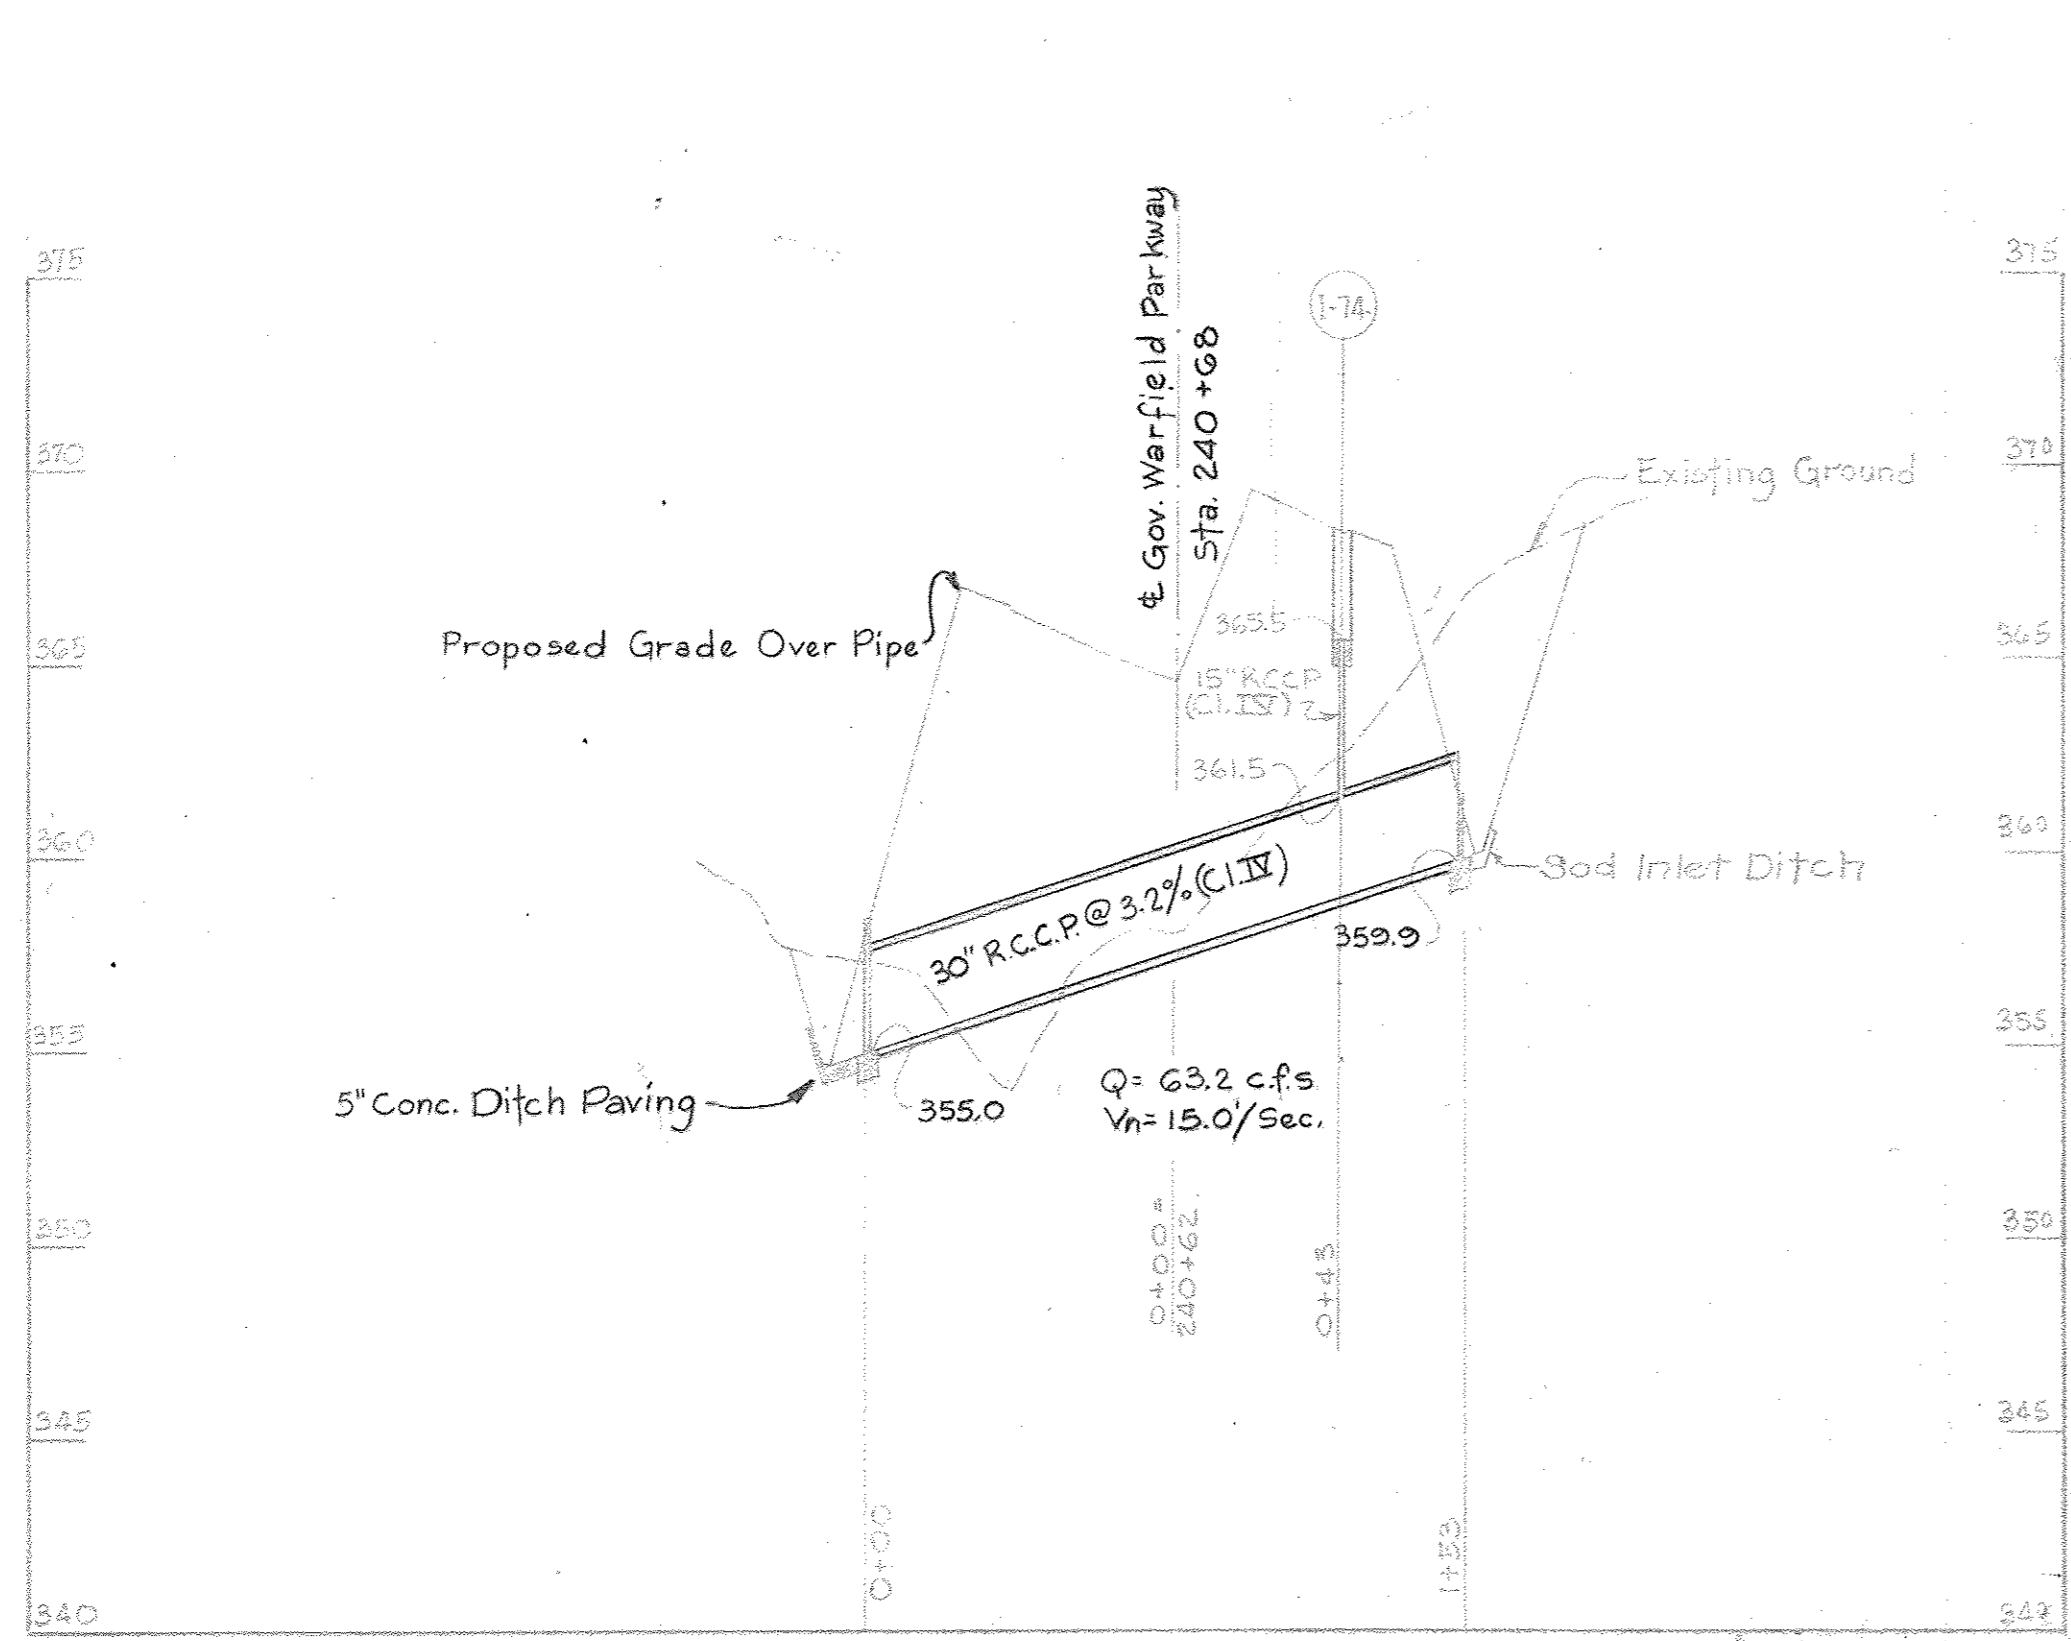 375
370
365
360
355
350
345
340
℄ Gov. Warfield Parkway
Sta. 240+68
I-74
Existing Ground
Proposed Grade Over Pipe
365.5
15" R.C.C.P
(Cl. IV)
361.5
30" R.C.C.P. @ 3.2% (Cl. IV)
Sod Inlet Ditch
359.9
5" Conc. Ditch Paving
355.0
Q= 63.2 c.f.s.
Vn= 15.0'/Sec.
0+00=
240+62
0+43
0+00
1+53
375
370
365
360
355
350
345